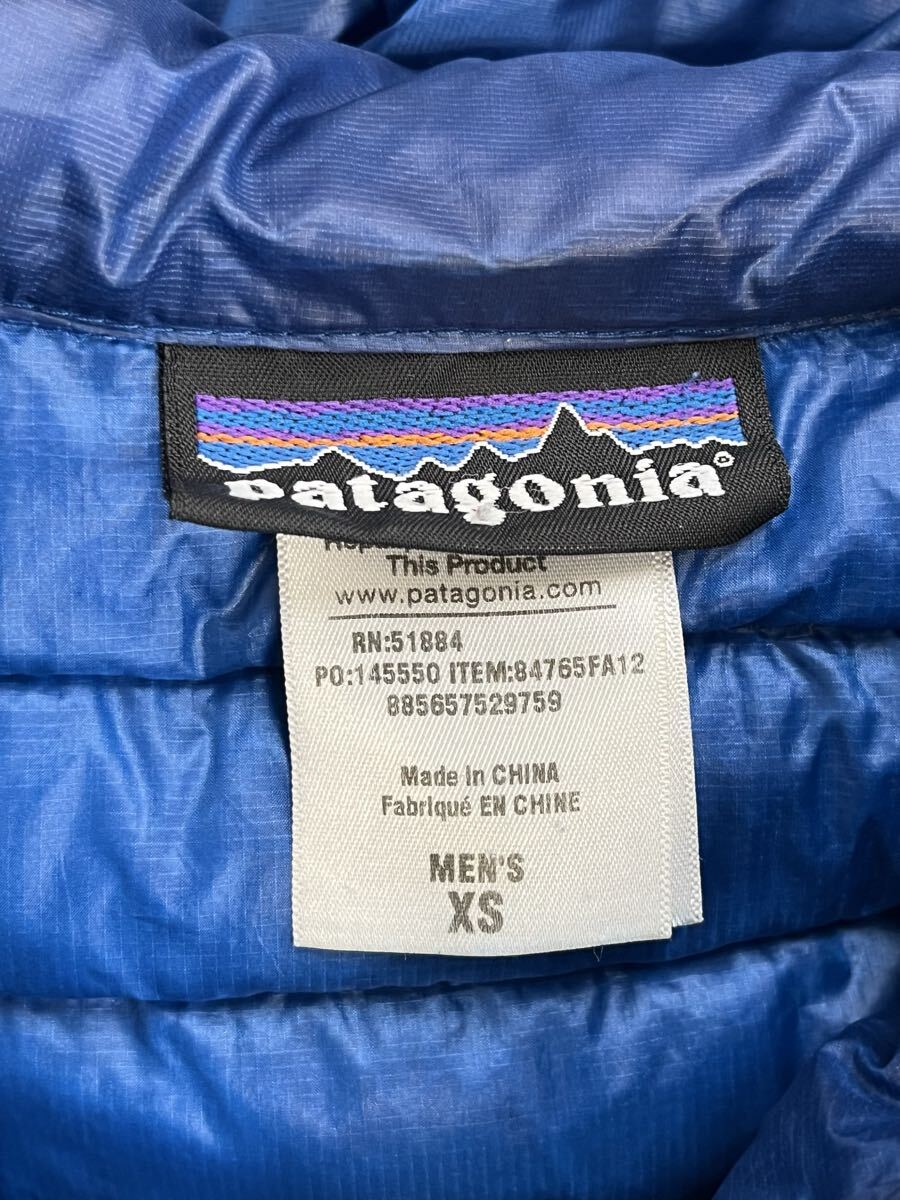 patagonia®
This Product
www.patagonia.com
RN:51884
PO:145550 ITEM:84765FA12
885657529759
Made in CHINA
Fabriqué EN CHINE
MEN'S
XS